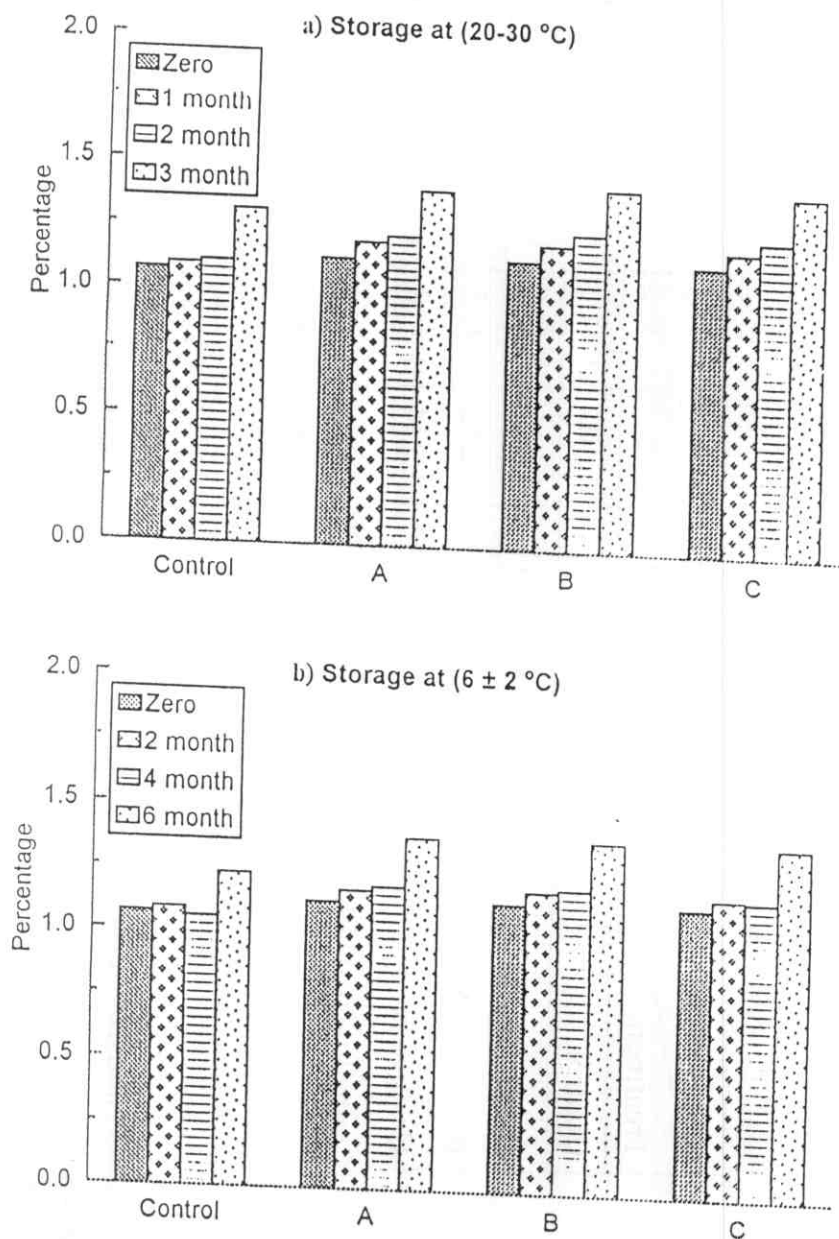 a) Storage at (20-30 ºC)
2.0
1.5
1.0
0.5
0.0
Percentage
Zero
1 month
2 month
3 month
Control
A
B
C
b) Storage at (6 ± 2 ºC)
2.0
1.5
1.0
0.5
0.0
Percentage
Zero
2 month
4 month
6 month
Control
A
B
C